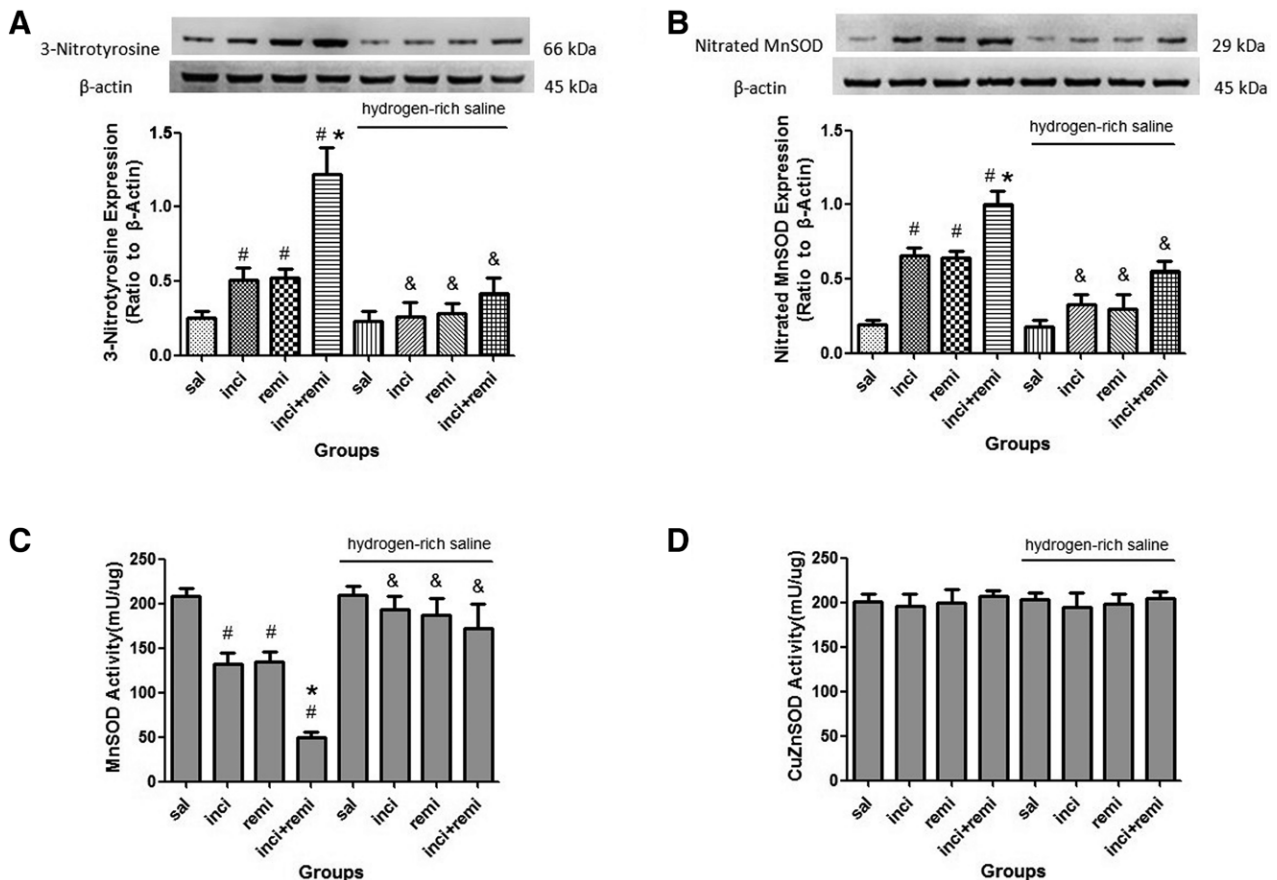 A
3-Nitrotyrosine
66 kDa
β-actin
45 kDa
hydrogen-rich saline
3-Nitrotyrosine Expression
(Ratio to β-Actin)
1.5
1.0
0.5
0.0
# *
# # & & &
sal inci remi inci+remi sal inci remi inci+remi
Groups
B
Nitrated MnSOD
29 kDa
β-actin
45 kDa
hydrogen-rich saline
Nitrated MnSOD Expression
(Ratio to β-Actin)
1.5
1.0
0.5
0.0
# *
# # & & &
sal inci remi inci+remi sal inci remi inci+remi
Groups
C
hydrogen-rich saline
MnSOD Activity(mU/ug)
250
200
150
100
50
0
& & &
# #
*
#
sal inci remi inci+remi sal inci remi inci+remi
Groups
D
hydrogen-rich saline
CuZnSOD Activity(mU/ug)
250
200
150
100
50
0
sal inci remi inci+remi sal inci remi inci+remi
Groups